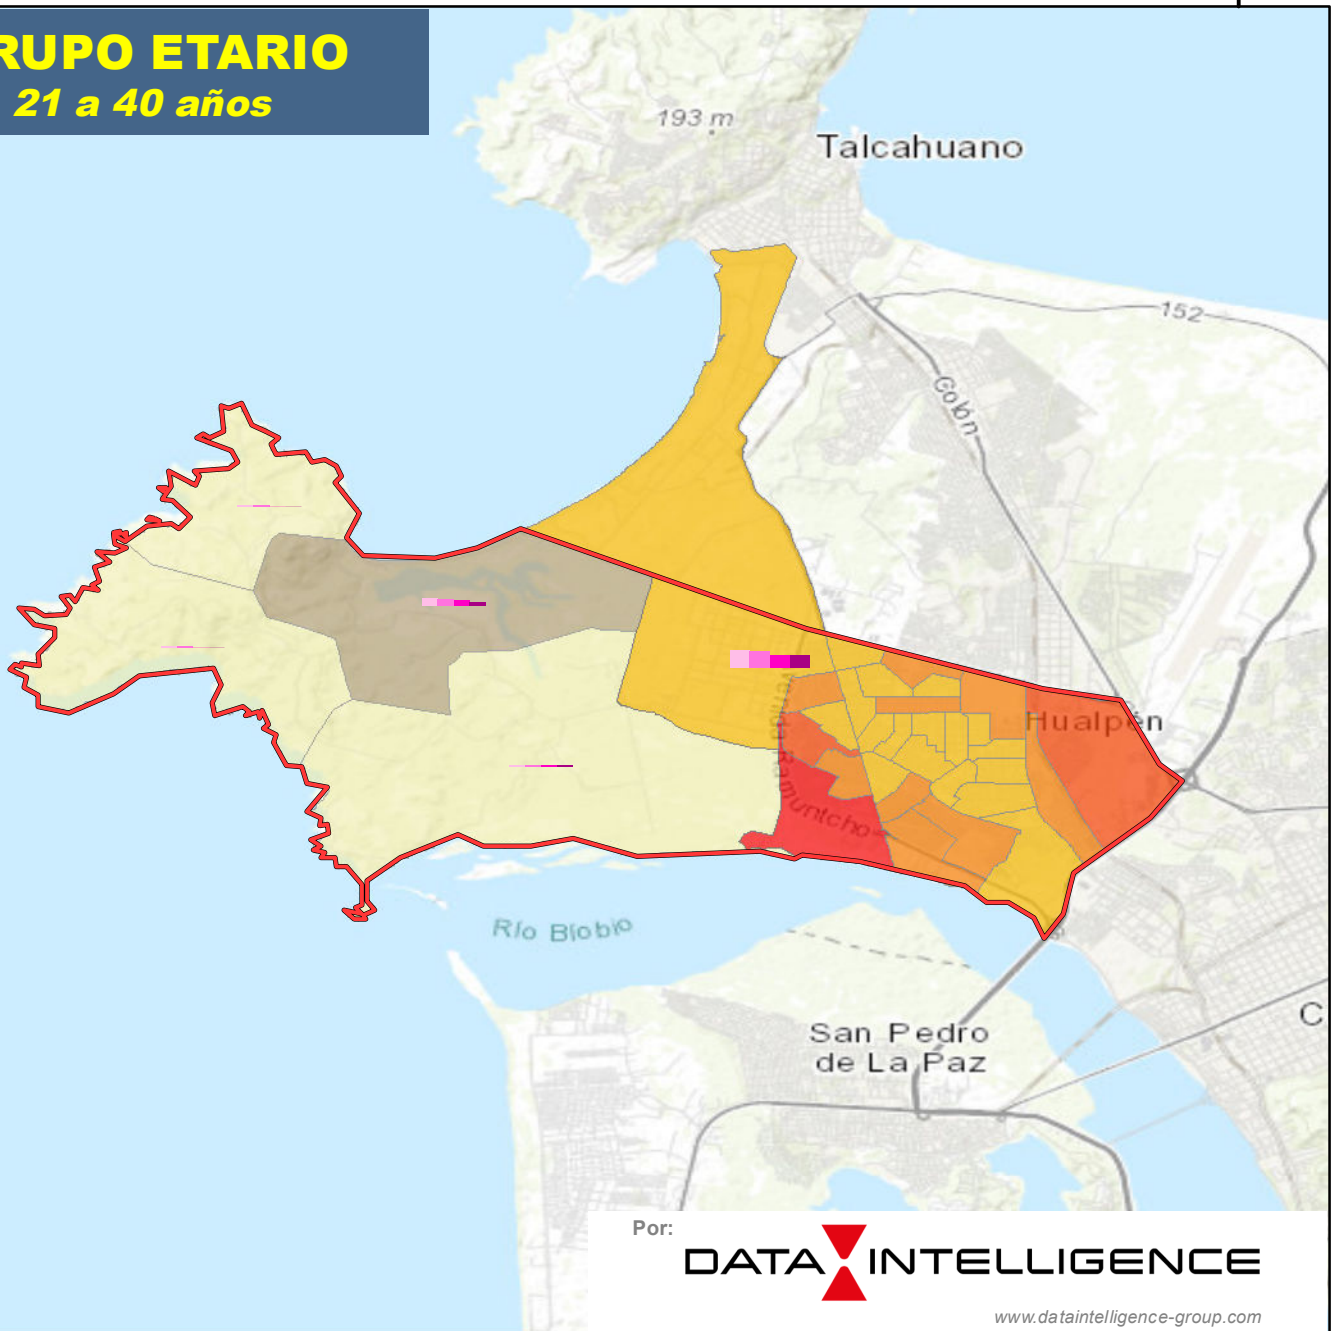 RUPO ETARIO
21 a 40 años
193 m
Talcahuano
152
Colón
Hualpén
Ramuntcho
Río Bíobío
San Pedro
de La Paz
C
Por:
DATA INTELLIGENCE
www.dataintelligence-group.com